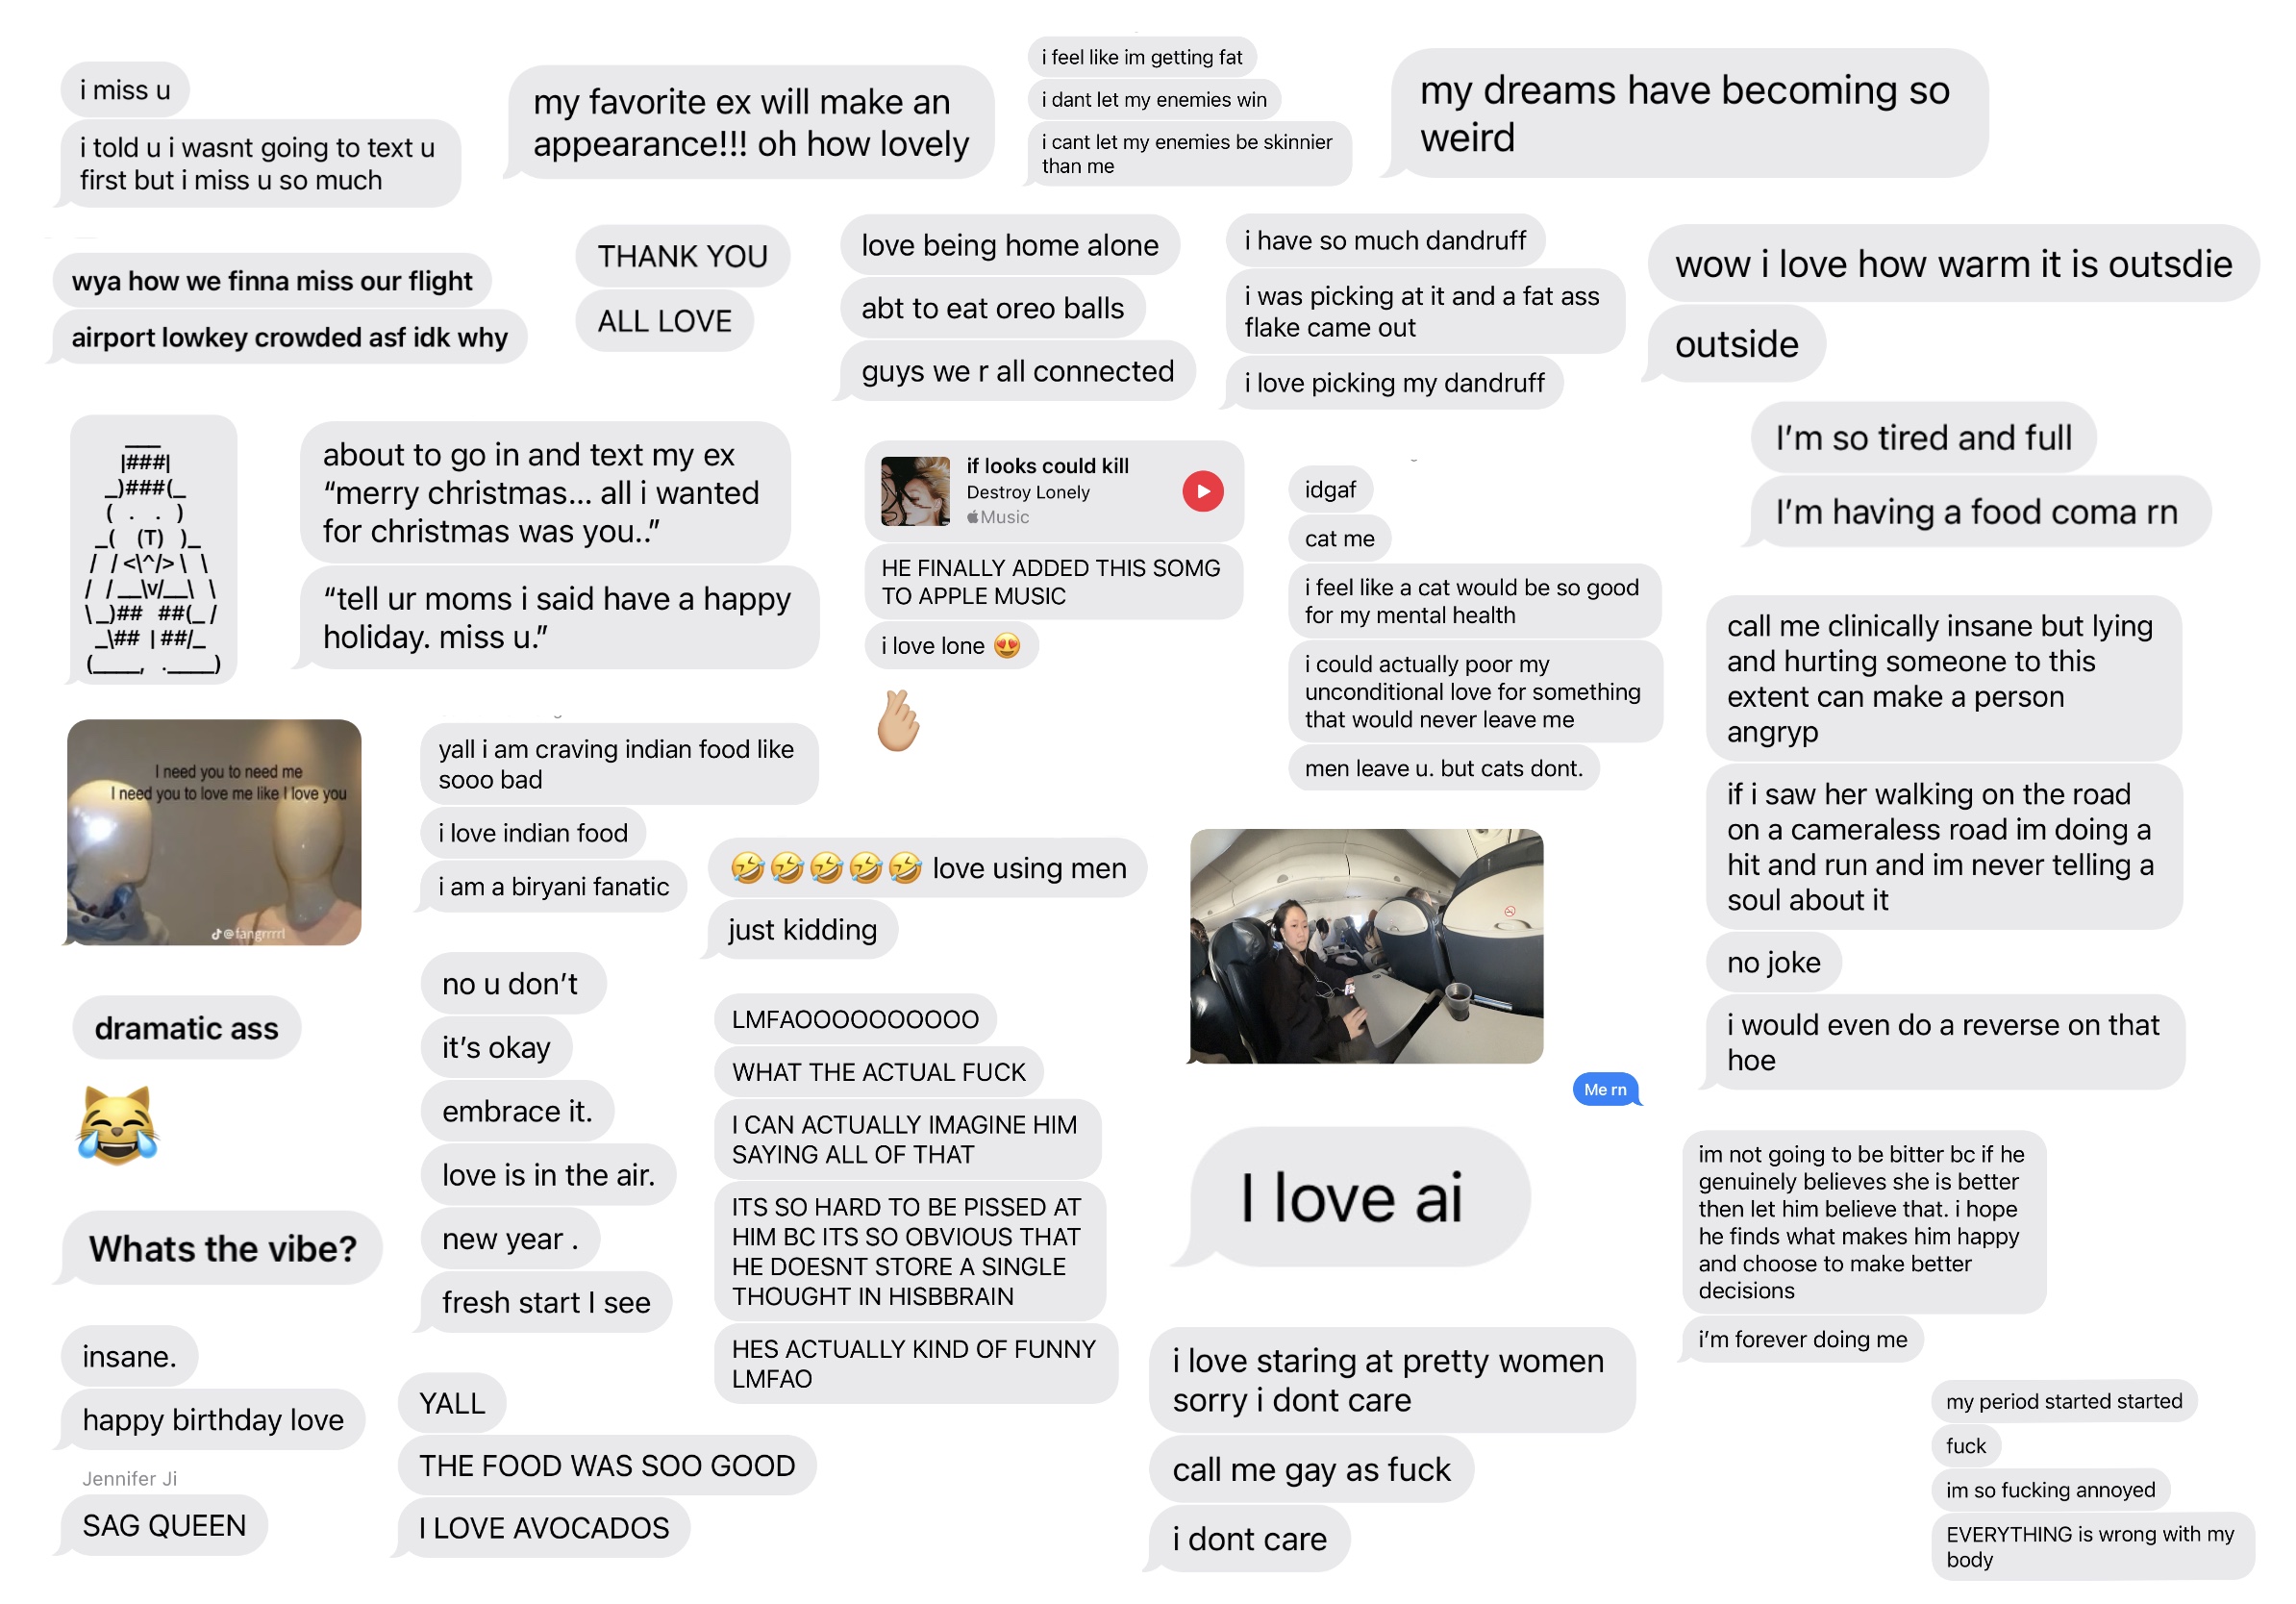 i miss u
i told u i wasnt going to text u
first but i miss u so much
my favorite ex will make an
appearance!!! oh how lovely
i feel like im getting fat
i dant let my enemies win
i cant let my enemies be skinnier
than me
my dreams have becoming so
weird
wya how we finna miss our flight
airport lowkey crowded asf idk why
THANK YOU
ALL LOVE
love being home alone
abt to eat oreo balls
guys we r all connected
i have so much dandruff
i was picking at it and a fat ass
flake came out
i love picking my dandruff
wow i love how warm it is outsdie
outside
___
|###|
_)###(_
( . . )
_( (T) )_
/ / <\^/> \ \
/ / __\v/__\ \
\ _)## ##(_ /
_\## | ##/_
(____, .____)
about to go in and text my ex
“merry christmas... all i wanted
for christmas was you..”
“tell ur moms i said have a happy
holiday. miss u.”
if looks could kill
Destroy Lonely
Music
HE FINALLY ADDED THIS SOMG
TO APPLE MUSIC
i love lone 😍
🫰🏼
idgaf
cat me
i feel like a cat would be so good
for my mental health
i could actually poor my
unconditional love for something
that would never leave me
men leave u. but cats dont.
I’m so tired and full
I’m having a food coma rn
call me clinically insane but lying
and hurting someone to this
extent can make a person
angryp
if i saw her walking on the road
on a cameraless road im doing a
hit and run and im never telling a
soul about it
no joke
i would even do a reverse on that
hoe
I need you to need me
I need you to love me like I love you
@fangrrrrl
yall i am craving indian food like
sooo bad
i love indian food
i am a biryani fanatic
🤣🤣🤣🤣🤣 love using men
just kidding
dramatic ass
😹
Whats the vibe?
insane.
happy birthday love
Jennifer Ji
SAG QUEEN
no u don’t
it’s okay
embrace it.
love is in the air.
new year .
fresh start I see
YALL
THE FOOD WAS SOO GOOD
I LOVE AVOCADOS
LMFAOOOOOOOOOO
WHAT THE ACTUAL FUCK
I CAN ACTUALLY IMAGINE HIM
SAYING ALL OF THAT
ITS SO HARD TO BE PISSED AT
HIM BC ITS SO OBVIOUS THAT
HE DOESNT STORE A SINGLE
THOUGHT IN HISBBRAIN
HES ACTUALLY KIND OF FUNNY
LMFAO
Me rn
I love ai
i love staring at pretty women
sorry i dont care
call me gay as fuck
i dont care
im not going to be bitter bc if he
genuinely believes she is better
then let him believe that. i hope
he finds what makes him happy
and choose to make better
decisions
i’m forever doing me
my period started started
fuck
im so fucking annoyed
EVERYTHING is wrong with my
body